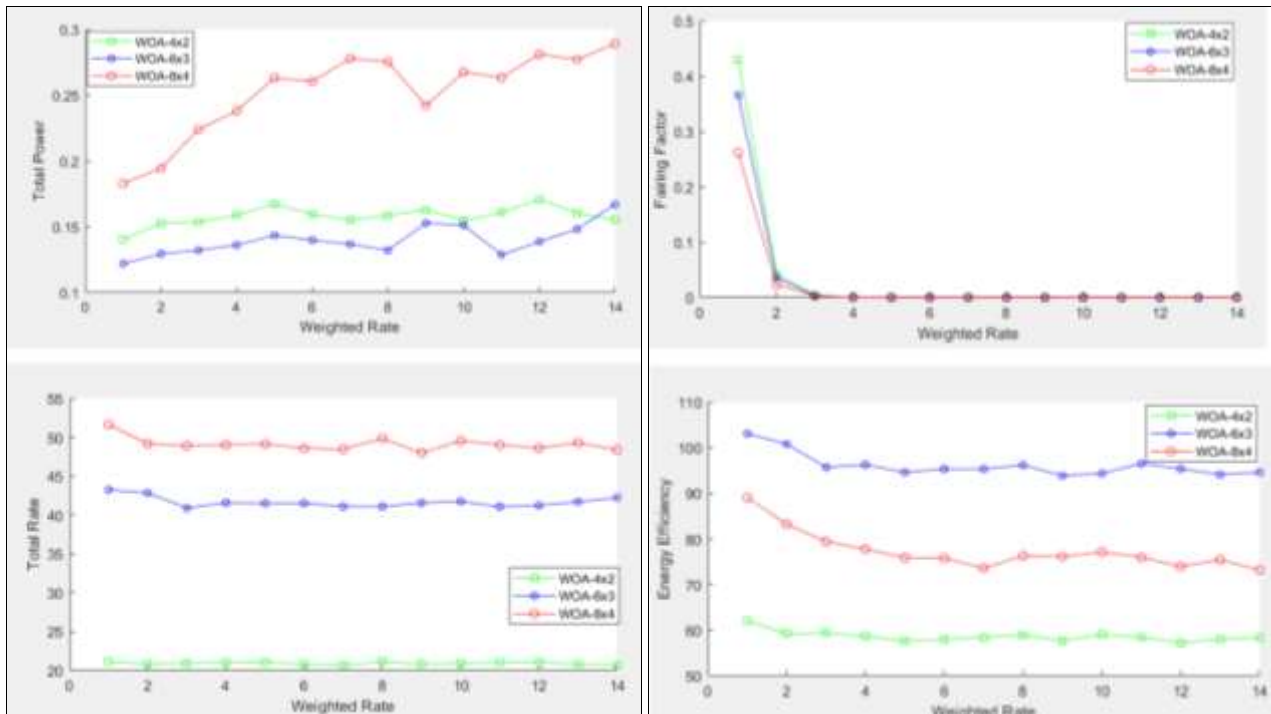 0.3
0.25
0.2
0.15
0.1
Total Power
WOA-4x2
WOA-6x3
WOA-8x4
0 2 4 6 8 10 12 14
Weighted Rate
0.5
0.4
0.3
0.2
0.1
0
Fairing Factor
WOA-4x2
WOA-6x3
WOA-8x4
0 2 4 6 8 10 12 14
Weighted Rate
55
50
45
40
35
30
25
20
Total Rate
WOA-4x2
WOA-6x3
WOA-8x4
0 2 4 6 8 10 12 14
Weighted Rate
110
100
90
80
70
60
50
Energy Efficiency
WOA-4x2
WOA-6x3
WOA-8x4
0 2 4 6 8 10 12 14
Weighted Rate